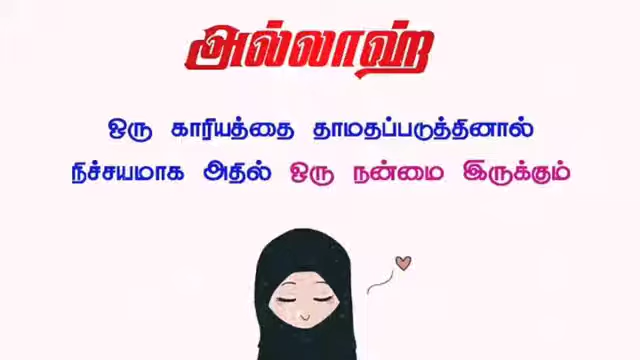 அல்லாஹ்
ஒரு காரியத்தை தாமதப்படுத்தினால்
நிச்சயமாக அதில் ஒரு நன்மை இருக்கும்